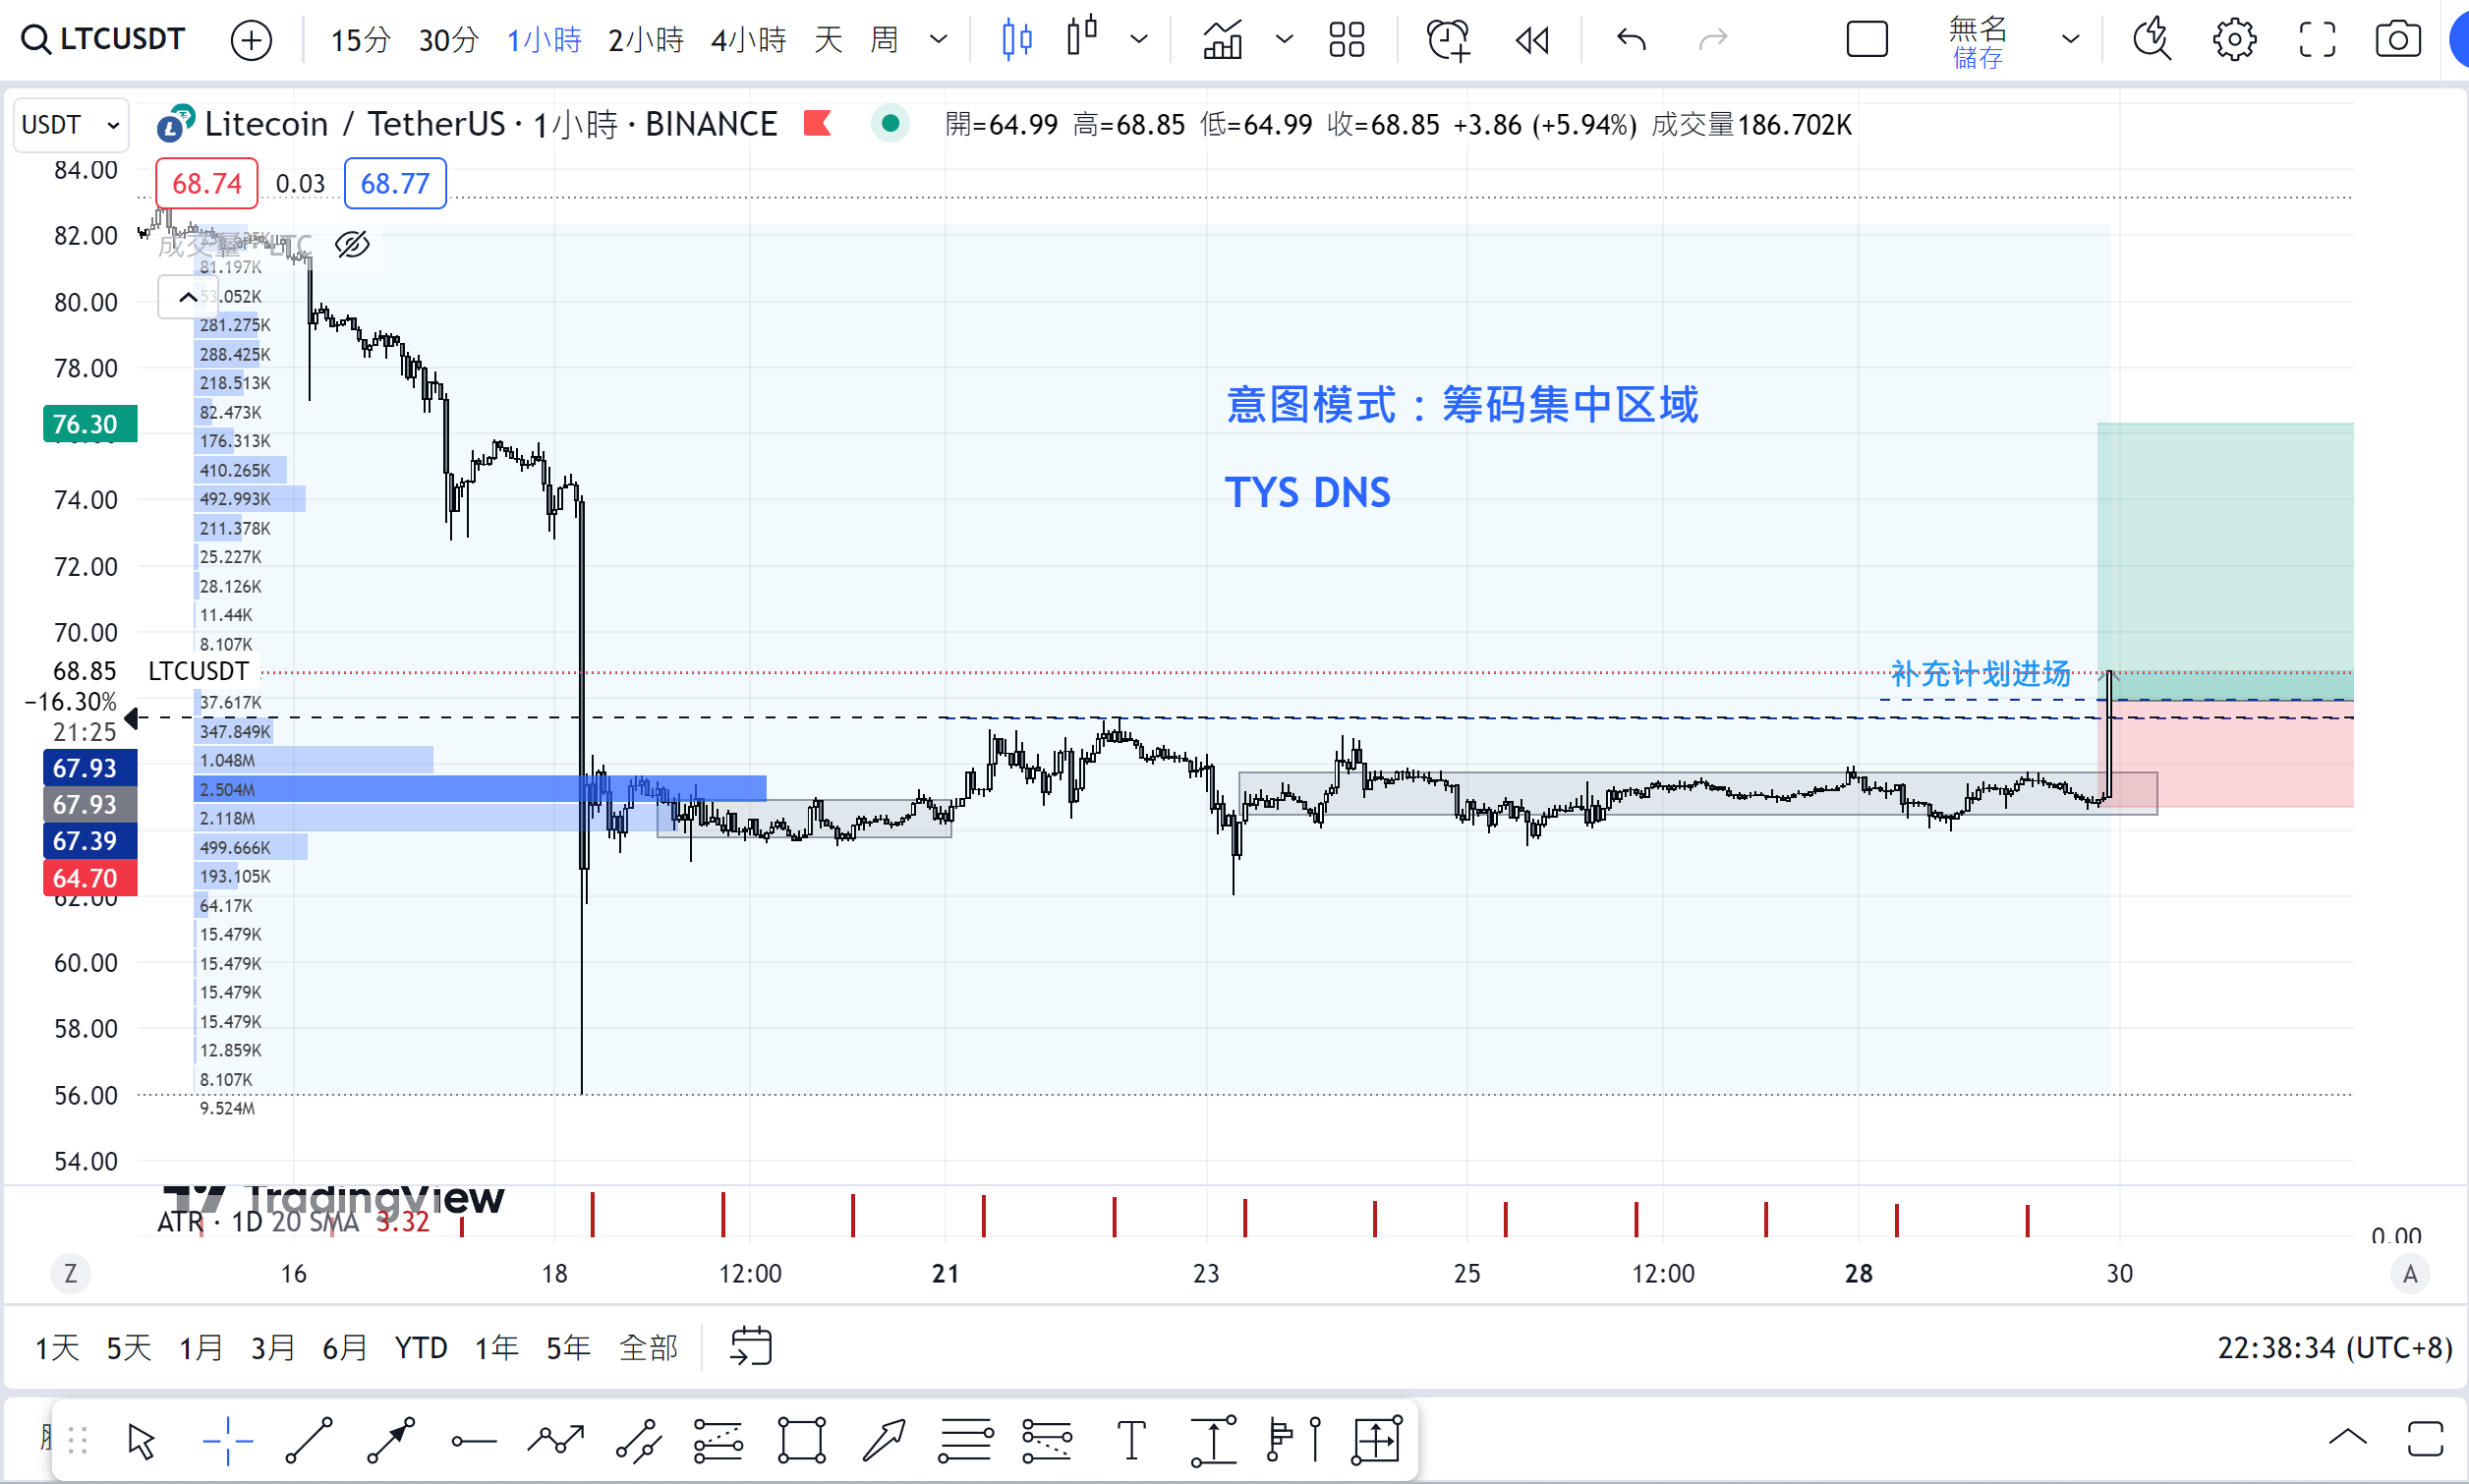 LTCUSDT 15分 30分 1小時 2小時 4小時 天 周 無名
儲存
USDT Litecoin / TetherUS · 1小時 · BINANCE 開=64.99 高=68.85 低=64.99 收=68.85 +3.86 (+5.94%) 成交量186.702K
84.00
68.74 0.03 68.77
82.00
成交量 LTC
81.197K
80.00
281.275K
288.425K
78.00
218.513K
82.473K
意图模式：筹码集中区域
76.30
176.313K
410.265K
TYS DNS
74.00
492.993K
211.378K
25.227K
72.00
28.126K
11.44K
70.00
8.107K
68.85 LTCUSDT
补充计划进场
−16.30%
37.617K
21:25
347.849K
1.048M
67.93
2.504M
67.93
2.118M
67.39
499.666K
64.70
193.105K
62.00
64.17K
15.479K
60.00
15.479K
15.479K
58.00
15.479K
12.859K
8.107K
56.00
9.524M
54.00
TradingView
ATR · 1D 20 SMA 3.32
0.00
Z 16 18 12:00 21 23 25 12:00 28 30 A
1天 5天 1月 3月 6月 YTD 1年 5年 全部 22:38:34 (UTC+8)